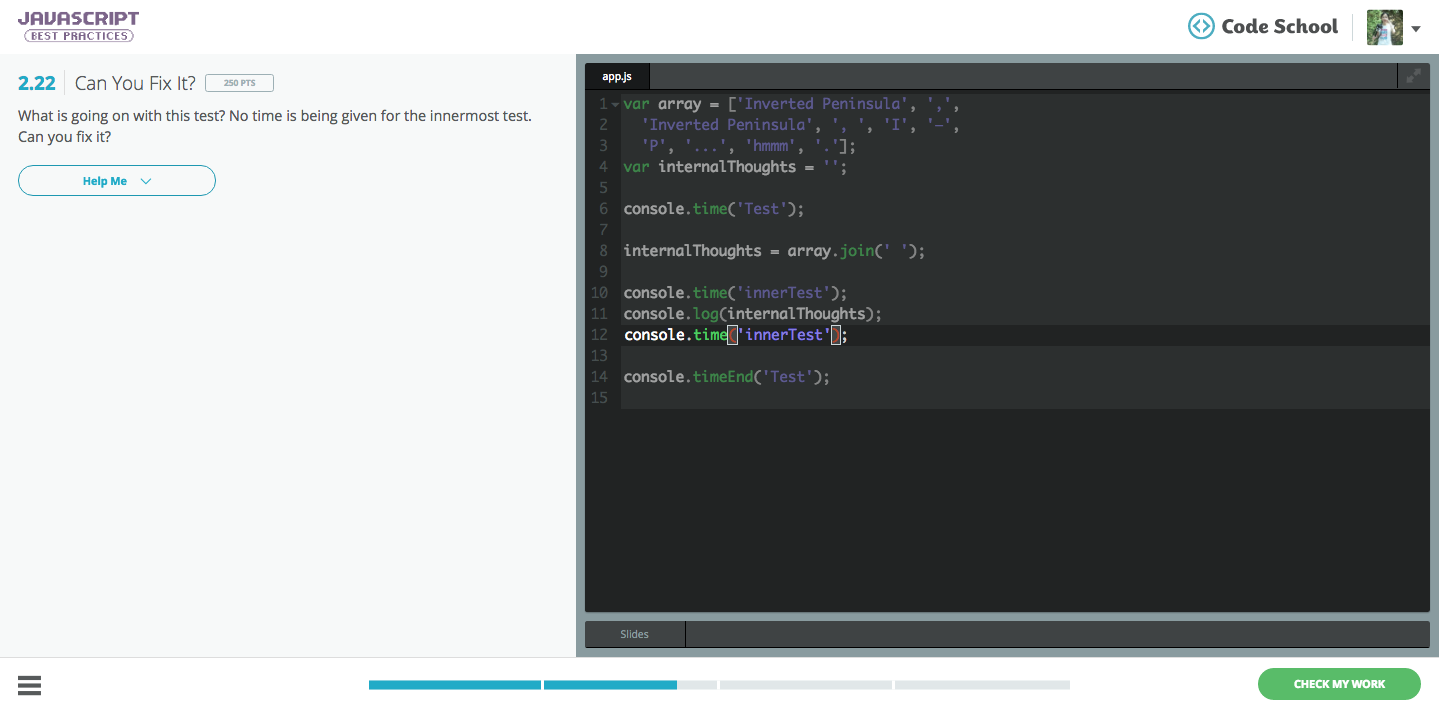 JAVASCRIPT
BEST PRACTICES
Code School
2.22 Can You Fix It? 250 PTS
What is going on with this test? No time is being given for the innermost test.
Can you fix it?
Help Me
app.js
1 var array = ['Inverted Peninsula', ',',
2 'Inverted Peninsula', ', ', 'I', '-',
3 'P', '...', 'hmmm', '.'];
4 var internalThoughts = '';
5
6 console.time('Test');
7
8 internalThoughts = array.join(' ');
9
10 console.time('innerTest');
11 console.log(internalThoughts);
12 console.time('innerTest');
13
14 console.timeEnd('Test');
15
Slides
CHECK MY WORK